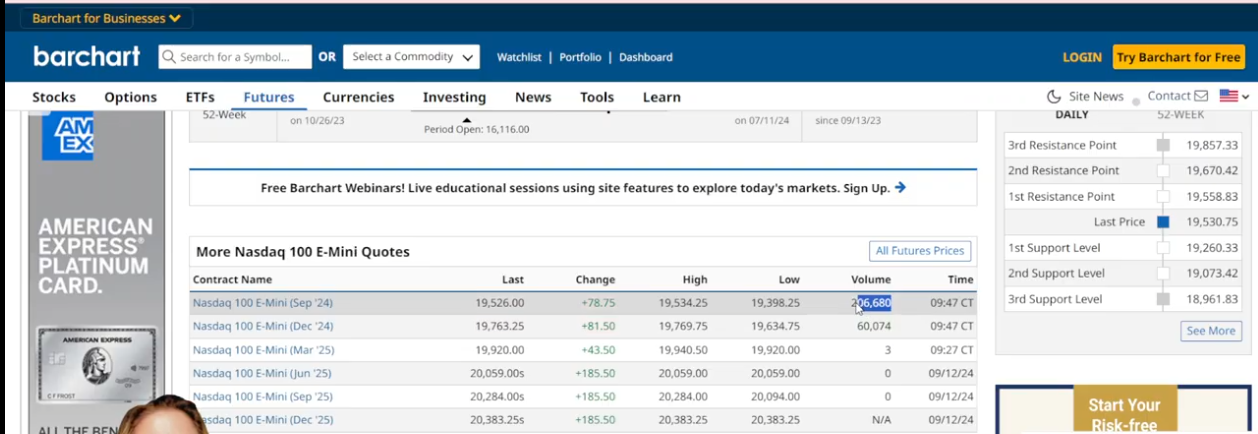 Barchart for Businesses
barchart
Search for a Symbol...
OR
Select a Commodity
Watchlist | Portfolio | Dashboard
LOGIN
Try Barchart for Free
Stocks Options ETFs Futures Currencies Investing News Tools Learn
Site News
Contact
AM
EX
AMERICAN
EXPRESS®
PLATINUM
CARD.
AMERICAN EXPRESS
C F FROST
ALL THE BEN
52-Week
on 10/26/23
Period Open: 16,116.00
on 07/11/24
since 09/13/23
Free Barchart Webinars! Live educational sessions using site features to explore today's markets. Sign Up.
More Nasdaq 100 E-Mini Quotes
All Futures Prices
Contract Name Last Change High Low Volume Time
Nasdaq 100 E-Mini (Sep '24) 19,526.00 +78.75 19,534.25 19,398.25 206,680 09:47 CT
Nasdaq 100 E-Mini (Dec '24) 19,763.25 +81.50 19,769.75 19,634.75 60,074 09:47 CT
Nasdaq 100 E-Mini (Mar '25) 19,920.00 +43.50 19,940.50 19,920.00 3 09:27 CT
Nasdaq 100 E-Mini (Jun '25) 20,059.00s +185.50 20,059.00 20,059.00 0 09/12/24
Nasdaq 100 E-Mini (Sep '25) 20,284.00s +185.50 20,284.00 20,094.00 0 09/12/24
Nasdaq 100 E-Mini (Dec '25) 20,383.25s +185.50 20,383.25 20,383.25 N/A 09/12/24
DAILY 52-WEEK
3rd Resistance Point 19,857.33
2nd Resistance Point 19,670.42
1st Resistance Point 19,558.83
Last Price 19,530.75
1st Support Level 19,260.33
2nd Support Level 19,073.42
3rd Support Level 18,961.83
See More
Start Your
Risk-free